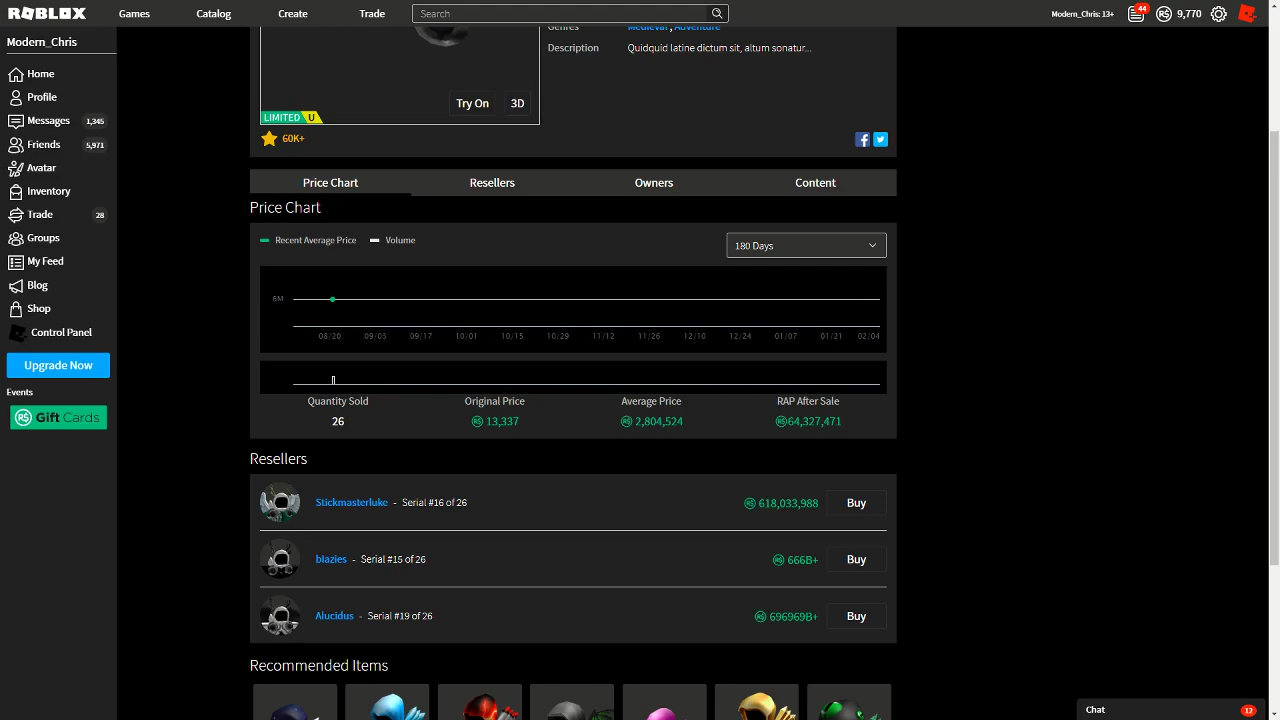 ROBLOX Games Catalog Create Trade Search Modern_Chris: 13+ 44 9,770
Modern_Chris
Home
Profile
Messages 1,345
Friends 5,971
Avatar
Inventory
Trade 28
Groups
My Feed
Blog
Shop
Control Panel
Upgrade Now
Events
Gift Cards
Genres Medieval, Adventure
Description Quidquid latine dictum sit, altum sonatur...
Try On 3D
LIMITED U
60K+
Price Chart Resellers Owners Content
Price Chart
Recent Average Price Volume 180 Days
6M
08/20 09/03 09/17 10/01 10/15 10/29 11/12 11/26 12/10 12/24 01/07 01/21 02/04
Quantity Sold Original Price Average Price RAP After Sale
26 13,337 2,804,524 64,327,471
Resellers
Stickmasterluke - Serial #16 of 26 618,033,988 Buy
blazies - Serial #15 of 26 666B+ Buy
Alucidus - Serial #19 of 26 696969B+ Buy
Recommended Items
Chat 12